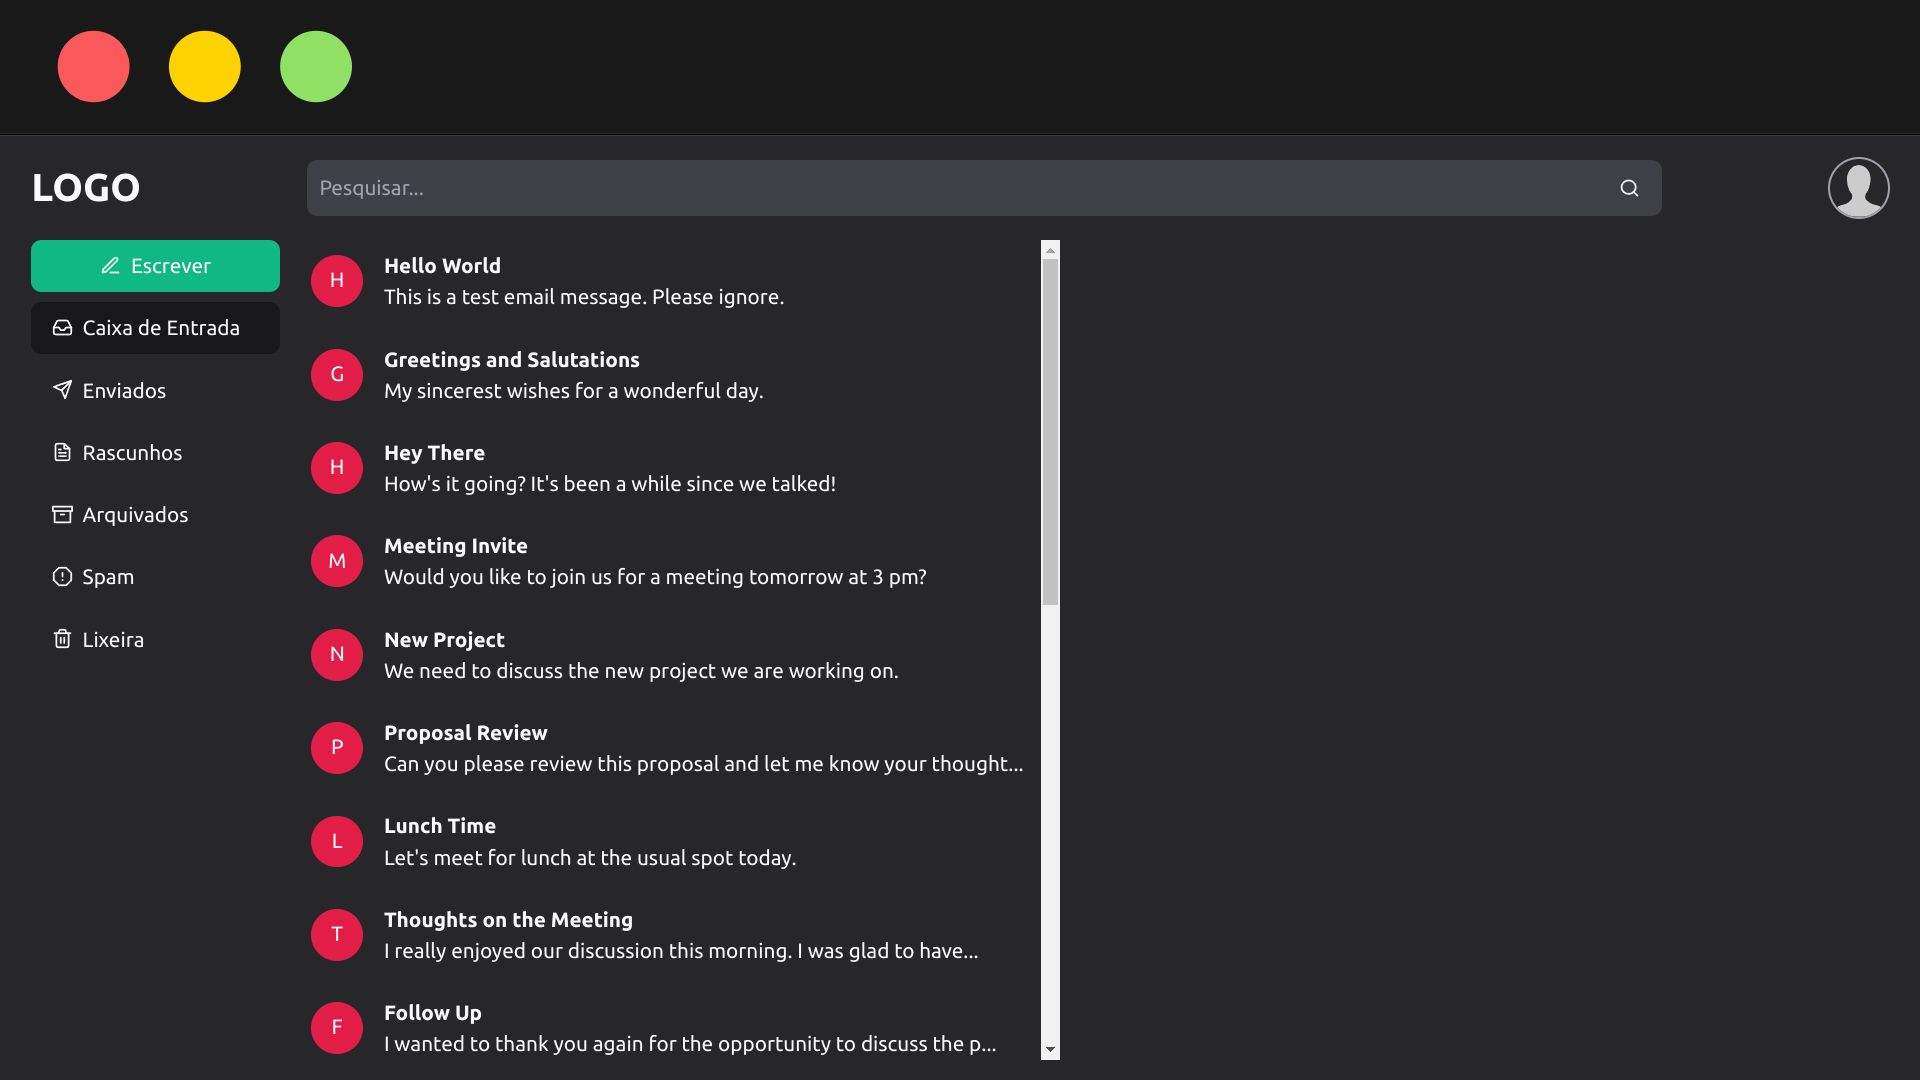 LOGO
Pesquisar...
Escrever
Caixa de Entrada
Enviados
Rascunhos
Arquivados
Spam
Lixeira
H
Hello World
This is a test email message. Please ignore.
G
Greetings and Salutations
My sincerest wishes for a wonderful day.
H
Hey There
How's it going? It's been a while since we talked!
M
Meeting Invite
Would you like to join us for a meeting tomorrow at 3 pm?
N
New Project
We need to discuss the new project we are working on.
P
Proposal Review
Can you please review this proposal and let me know your thought...
L
Lunch Time
Let's meet for lunch at the usual spot today.
T
Thoughts on the Meeting
I really enjoyed our discussion this morning. I was glad to have...
F
Follow Up
I wanted to thank you again for the opportunity to discuss the p...